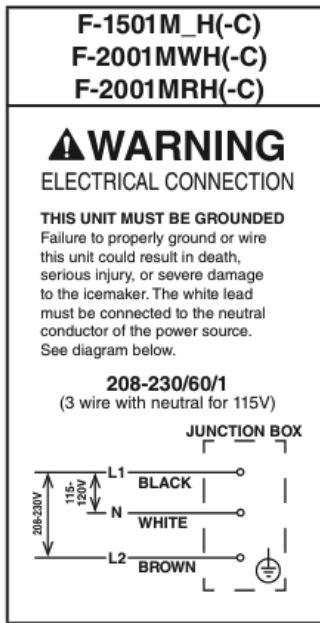 F-1501M_H(-C)
F-2001MWH(-C)
F-2001MRH(-C)
WARNING
ELECTRICAL CONNECTION
THIS UNIT MUST BE GROUNDED
Failure to properly ground or wire
this unit could result in death,
serious injury, or severe damage
to the icemaker. The white lead
must be connected to the neutral
conductor of the power source.
See diagram below.
208-230/60/1
(3 wire with neutral for 115V)
JUNCTION BOX
L1
BLACK
115-
120V
N
WHITE
208-230V
L2
BROWN